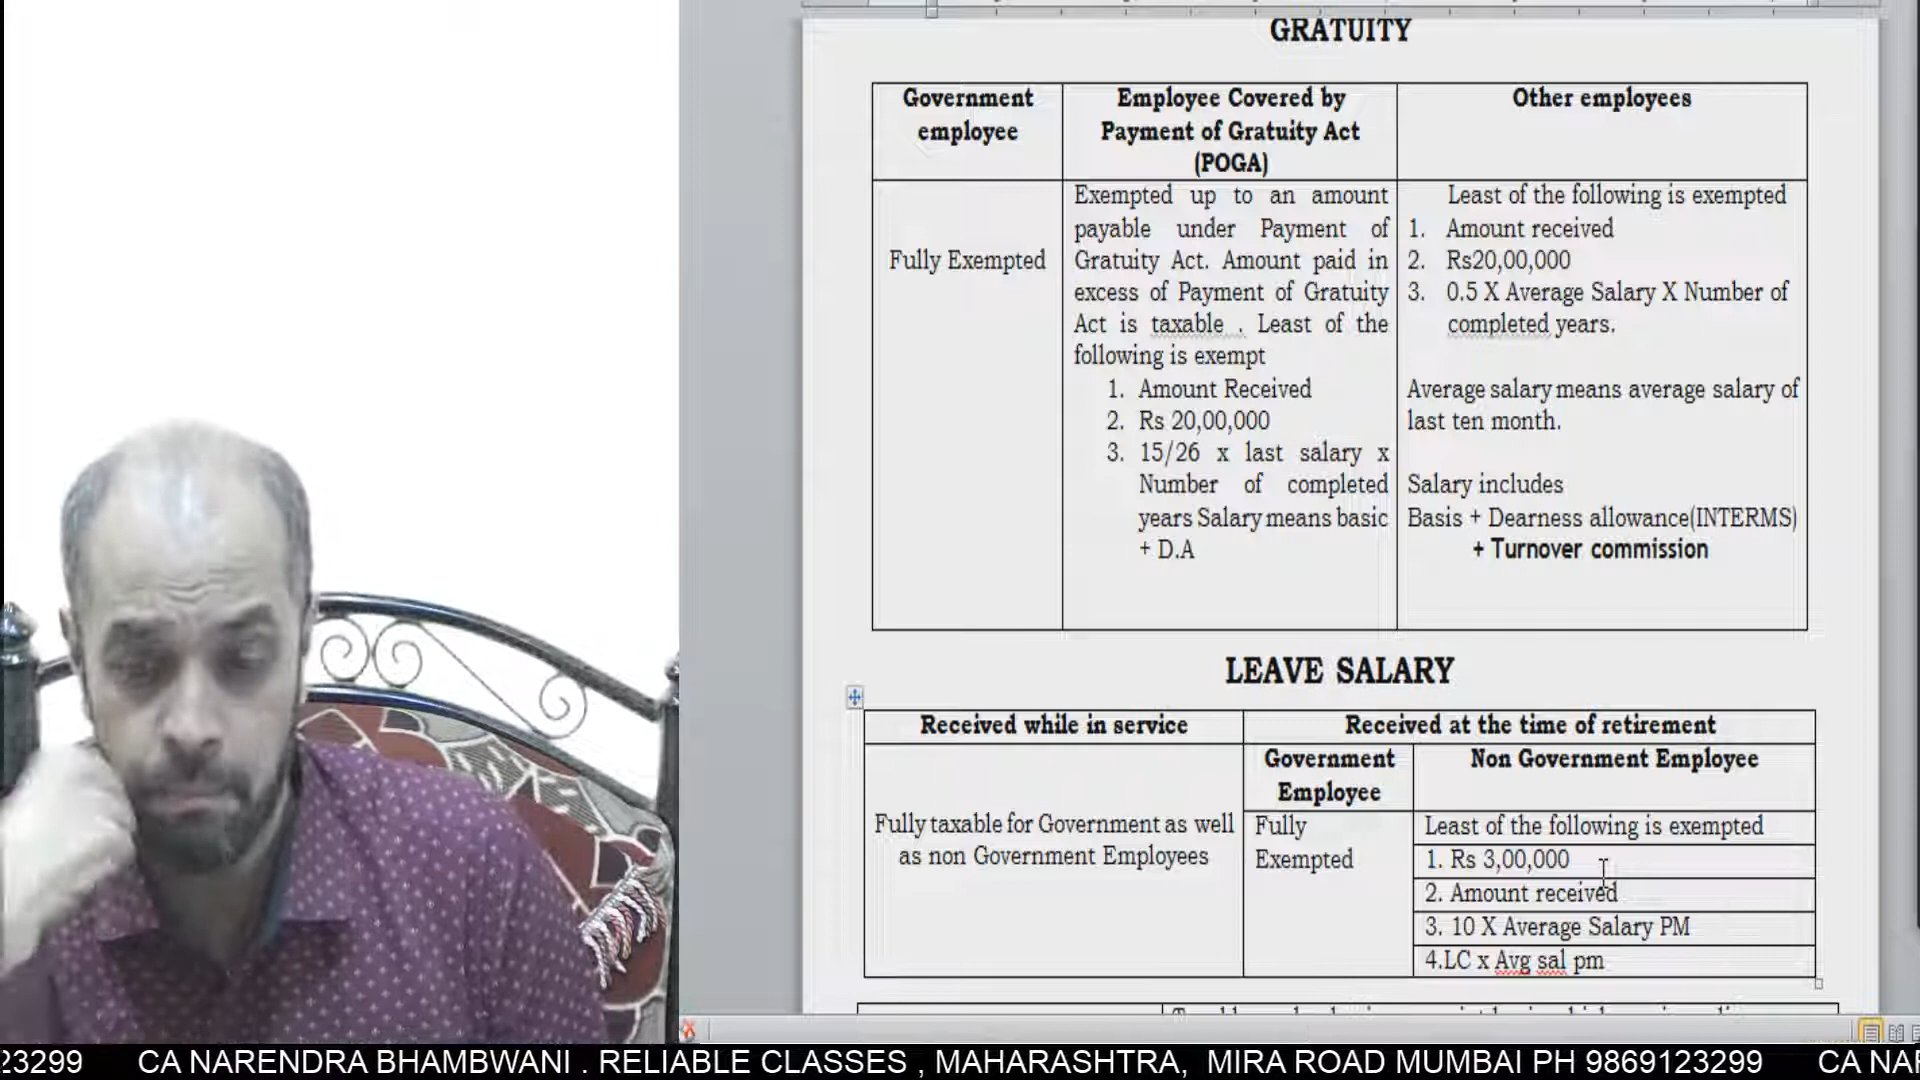 GRATUITY
Government
employee
Employee Covered by
Payment of Gratuity Act
(POGA)
Other employees
Fully Exempted
Exempted up to an amount
payable under Payment of
Gratuity Act. Amount paid in
excess of Payment of Gratuity
Act is taxable . Least of the
following is exempt
1. Amount Received
2. Rs 20,00,000
3. 15/26 x last salary x
Number of completed
years Salary means basic
+ D.A
Least of the following is exempted
1. Amount received
2. Rs20,00,000
3. 0.5 X Average Salary X Number of
completed years.
Average salary means average salary of
last ten month.
Salary includes
Basis + Dearness allowance(INTERMS)
+ Turnover commission
LEAVE SALARY
Received while in service
Received at the time of retirement
Government
Employee
Non Government Employee
Fully taxable for Government as well
as non Government Employees
Fully
Exempted
Least of the following is exempted
1. Rs 3,00,000
2. Amount received
3. 10 X Average Salary PM
4.LC x Avg sal pm
23299 CA NARENDRA BHAMBWANI . RELIABLE CLASSES , MAHARASHTRA, MIRA ROAD MUMBAI PH 9869123299 CA NAR